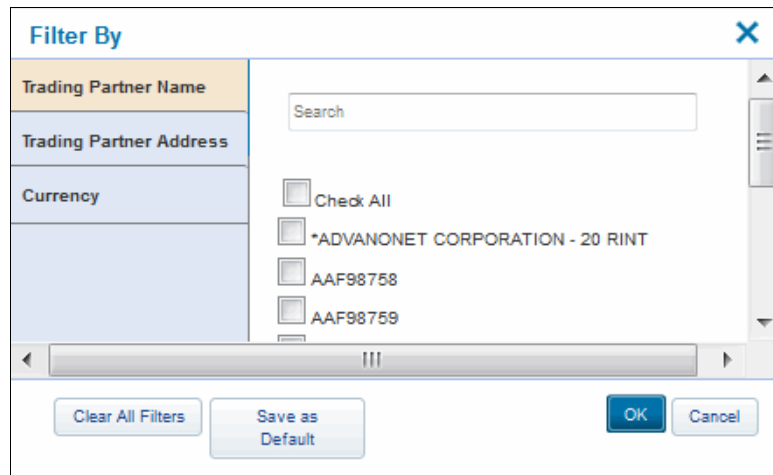 Filter By
Trading Partner Name
Trading Partner Address
Currency
Search
Check All
*ADVANONET CORPORATION - 20 RINT
AAF98758
AAF98759
Clear All Filters
Save as
Default
OK
Cancel